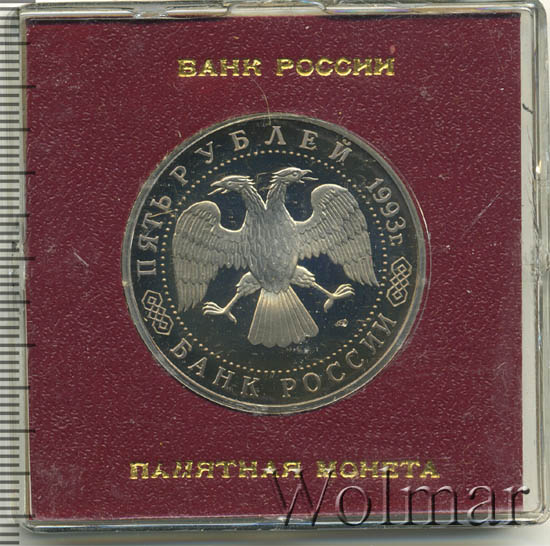 БАНК РОССИИ
ПЯТЬ РУБЛЕЙ 1993г.
БАНК РОССИИ
ПАМЯТНАЯ МОНЕТА
Wolmar